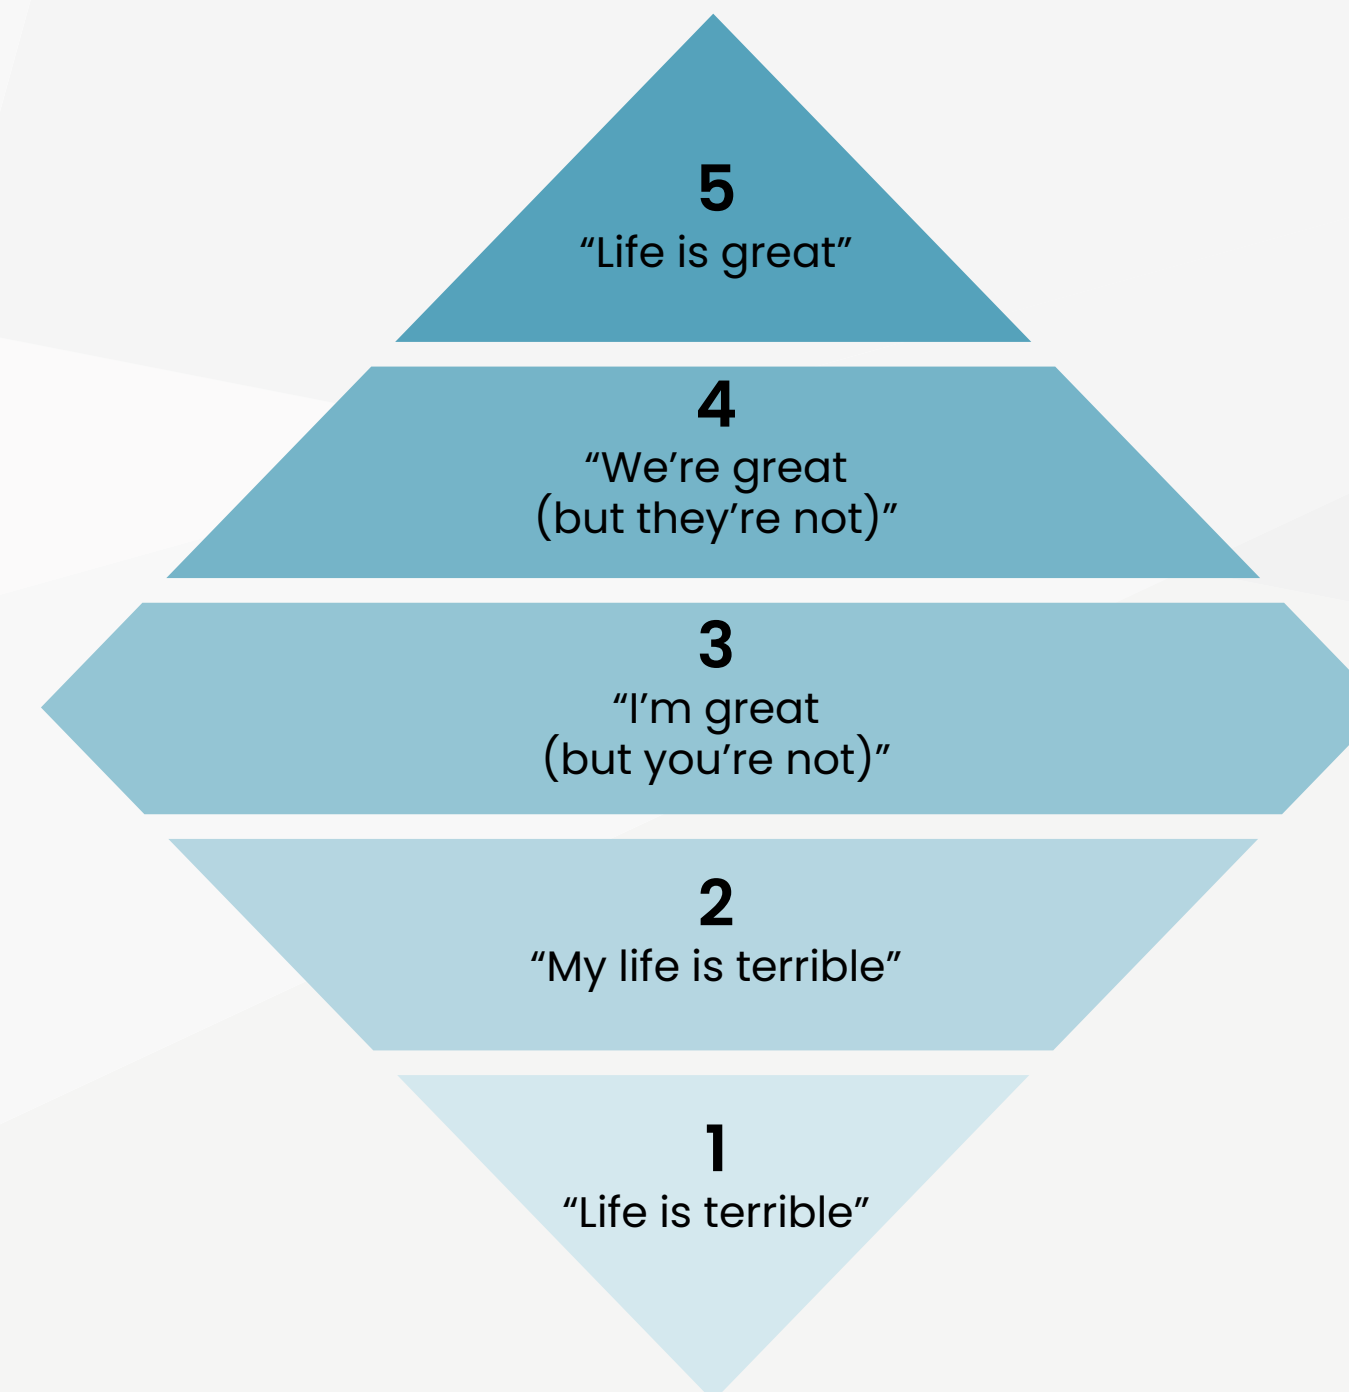 5
“Life is great”
4
“We’re great
(but they’re not)”
3
“I’m great
(but you’re not)”
2
“My life is terrible”
1
“Life is terrible”